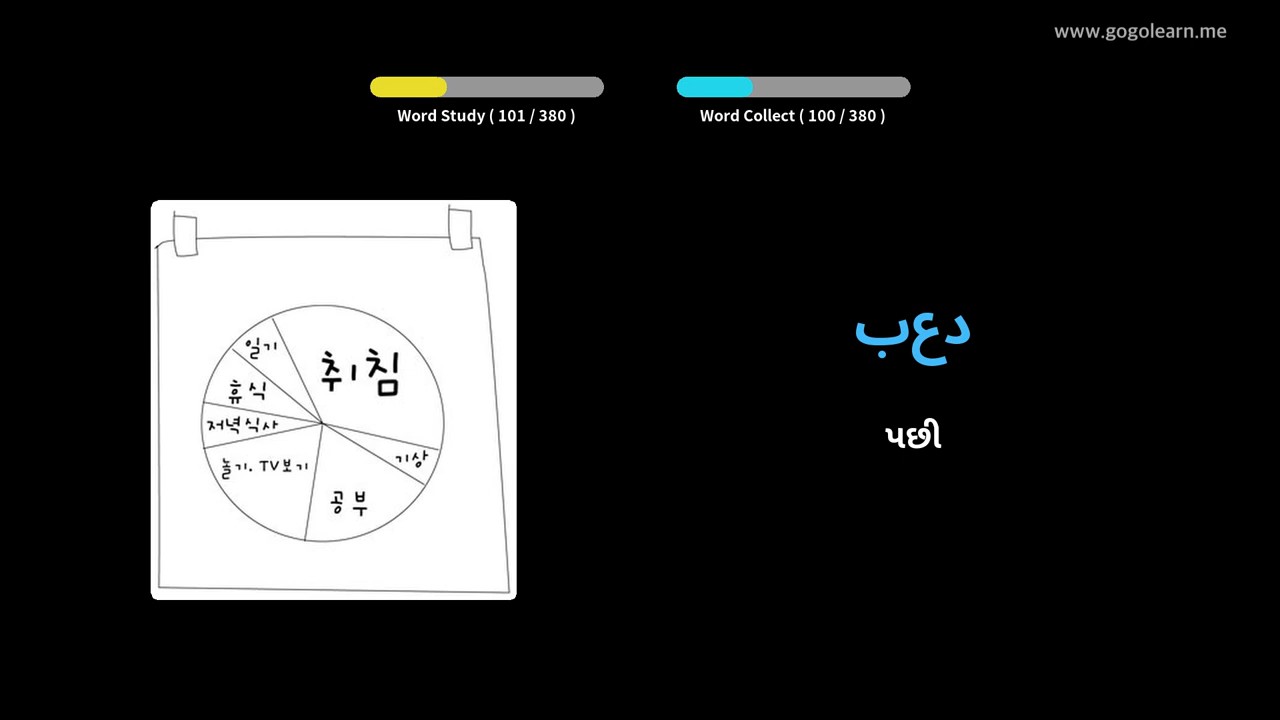 www.gogolearn.me
Word Study ( 101 / 380 )
Word Collect ( 100 / 380 )
일기
취침
휴식
저녁식사
놀기. TV보기
기상
공부
دعب
પછી